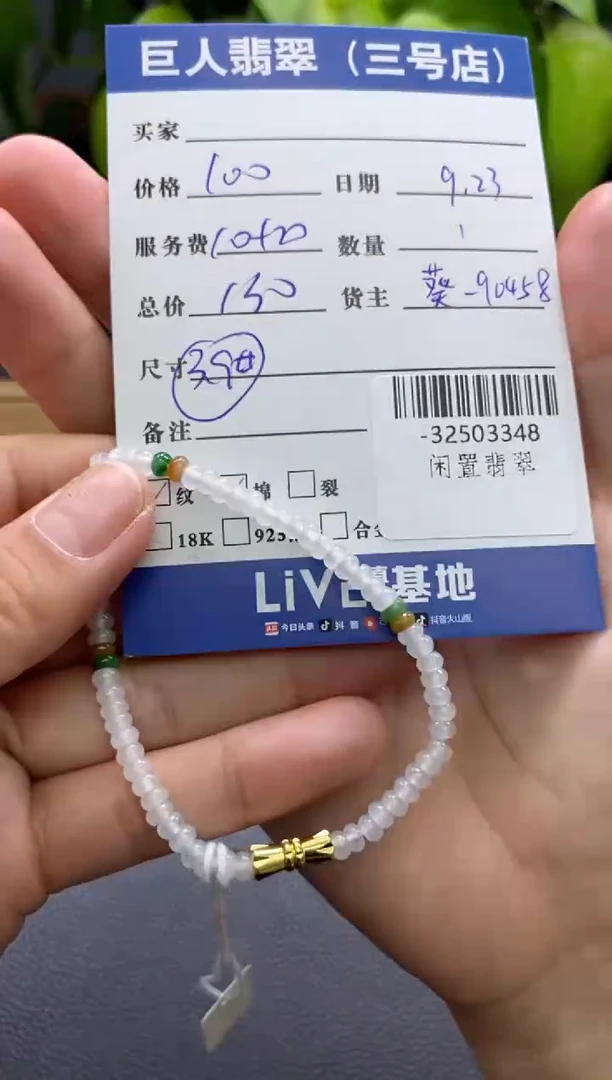 巨人翡翠（三号店）
买家
价格 100 日期 9.23
服务费 10+20 数量 1
总价 130 货主 葵-90458
尺寸
备注
-32503348
闲置翡翠
纹 棉 裂
18K 925
LiVE 基地
今日头条 抖音 抖音火山版